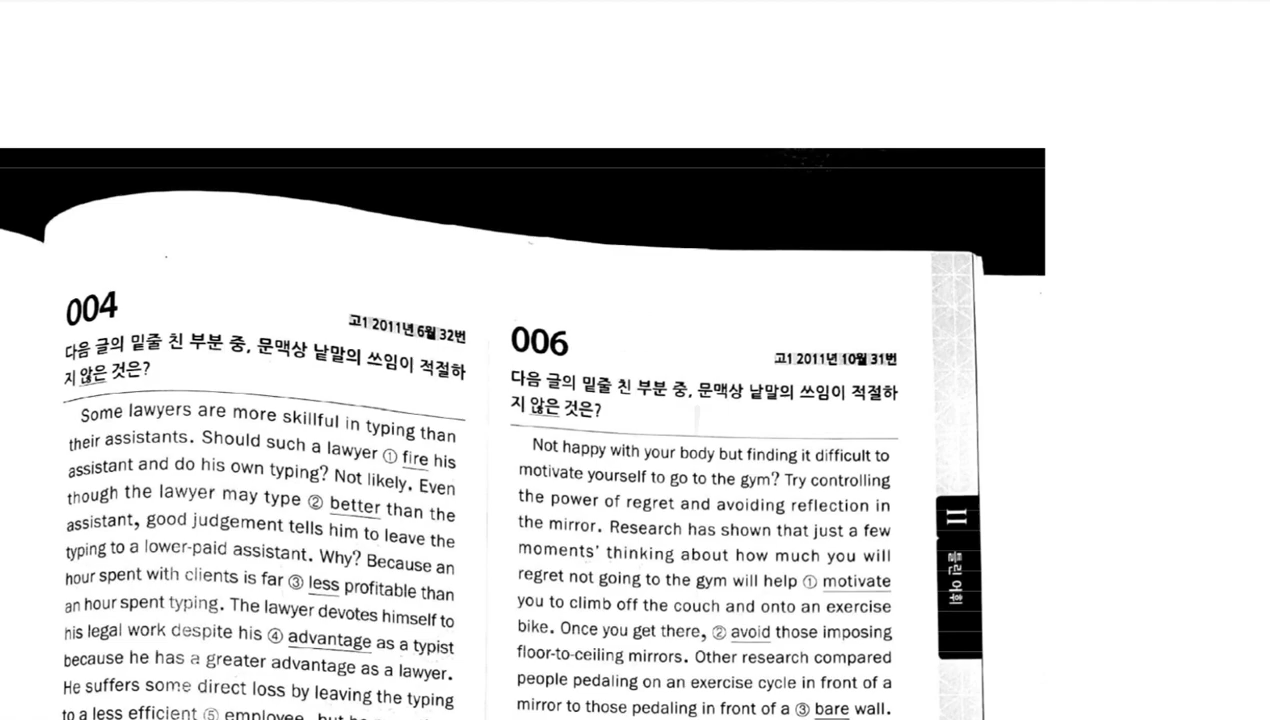 004
고1 2011년 6월 32번
다음 글의 밑줄 친 부분 중, 문맥상 낱말의 쓰임이 적절하
지 않은 것은?
Some lawyers are more skillful in typing than
their assistants. Should such a lawyer ① fire his
assistant and do his own typing? Not likely. Even
though the lawyer may type ② better than the
assistant, good judgement tells him to leave the
typing to a lower-paid assistant. Why? Because an
hour spent with clients is far ③ less profitable than
an hour spent typing. The lawyer devotes himself to
his legal work despite his ④ advantage as a typist
because he has a greater advantage as a lawyer.
He suffers some direct loss by leaving the typing
to a less efficient ⑤ employee, but he
006
고1 2011년 10월 31번
다음 글의 밑줄 친 부분 중, 문맥상 낱말의 쓰임이 적절하
지 않은 것은?
Not happy with your body but finding it difficult to
motivate yourself to go to the gym? Try controlling
the power of regret and avoiding reflection in
the mirror. Research has shown that just a few
moments' thinking about how much you will
regret not going to the gym will help ① motivate
you to climb off the couch and onto an exercise
bike. Once you get there, ② avoid those imposing
floor-to-ceiling mirrors. Other research compared
people pedaling on an exercise cycle in front of a
mirror to those pedaling in front of a ③ bare wall.
II
틀린 어휘